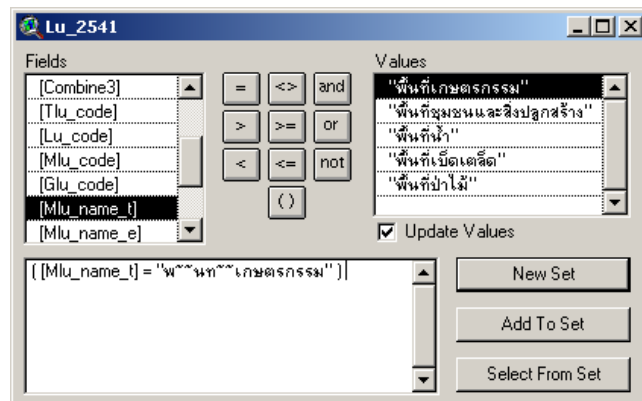 Lu_2541
Fields
Values
[Combine3]
[Tlu_code]
[Lu_code]
[Mlu_code]
[Glu_code]
[Mlu_name_t]
[Mlu_name_e]
= <> and
> >= or
< <= not
( )
"พื้นที่เกษตรกรรม"
"พื้นที่ชุมชนและสิ่งปลูกสร้าง"
"พื้นที่น้ำ"
"พื้นที่เบ็ดเตล็ด"
"พื้นที่ป่าไม้"
Update Values
( [Mlu_name_t] = "พ~~นท~~เกษตรกรรม" )
New Set
Add To Set
Select From Set